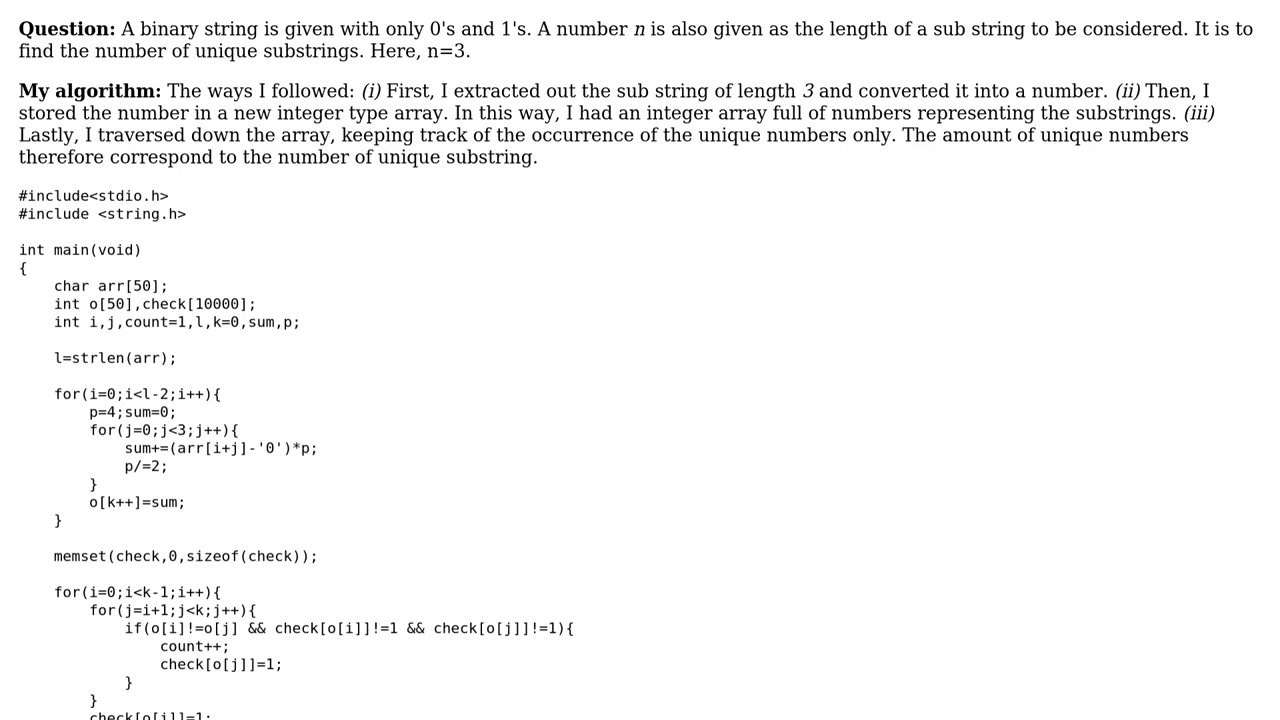 Question: A binary string is given with only 0's and 1's. A number n is also given as the length of a sub string to be considered. It is to
find the number of unique substrings. Here, n=3.
My algorithm: The ways I followed: (i) First, I extracted out the sub string of length 3 and converted it into a number. (ii) Then, I
stored the number in a new integer type array. In this way, I had an integer array full of numbers representing the substrings. (iii)
Lastly, I traversed down the array, keeping track of the occurrence of the unique numbers only. The amount of unique numbers
therefore correspond to the number of unique substring.
#include<stdio.h>
#include <string.h>
int main(void)
{
    char arr[50];
    int o[50],check[10000];
    int i,j,count=1,l,k=0,sum,p;
    l=strlen(arr);
    for(i=0;i<l-2;i++){
        p=4;sum=0;
        for(j=0;j<3;j++){
            sum+=(arr[i+j]-'0')*p;
            p/=2;
        }
        o[k++]=sum;
    }
    memset(check,0,sizeof(check));
    for(i=0;i<k-1;i++){
        for(j=i+1;j<k;j++){
            if(o[i]!=o[j] && check[o[i]]!=1 && check[o[j]]!=1){
                count++;
                check[o[j]]=1;
            }
        }
        check[o[i]]=1;